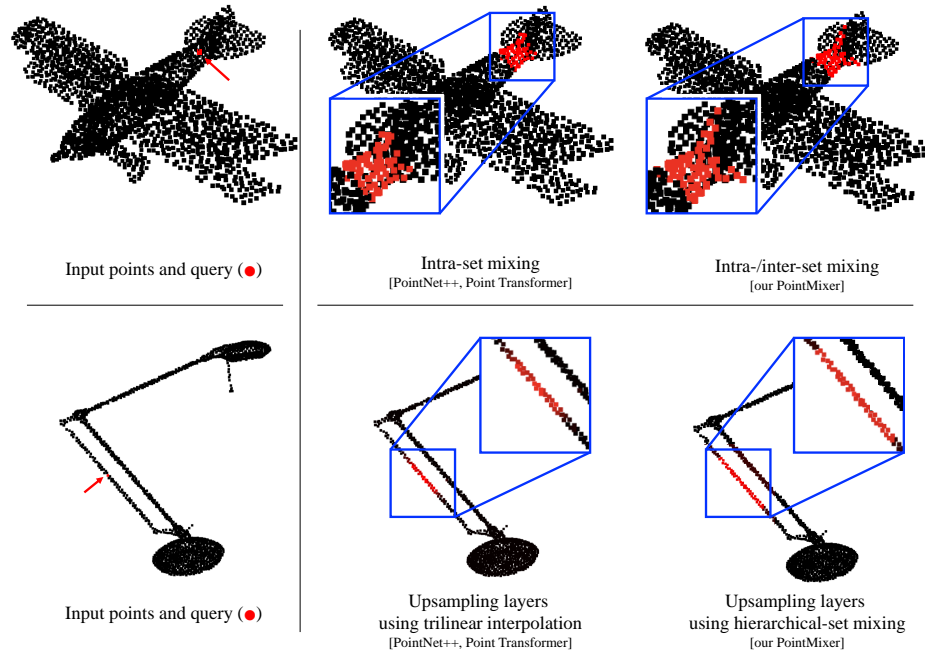 Input points and query (●)
Intra-set mixing
[PointNet++, Point Transformer]
Intra-/inter-set mixing
[our PointMixer]
Input points and query (●)
Upsampling layers
using trilinear interpolation
[PointNet++, Point Transformer]
Upsampling layers
using hierarchical-set mixing
[our PointMixer]